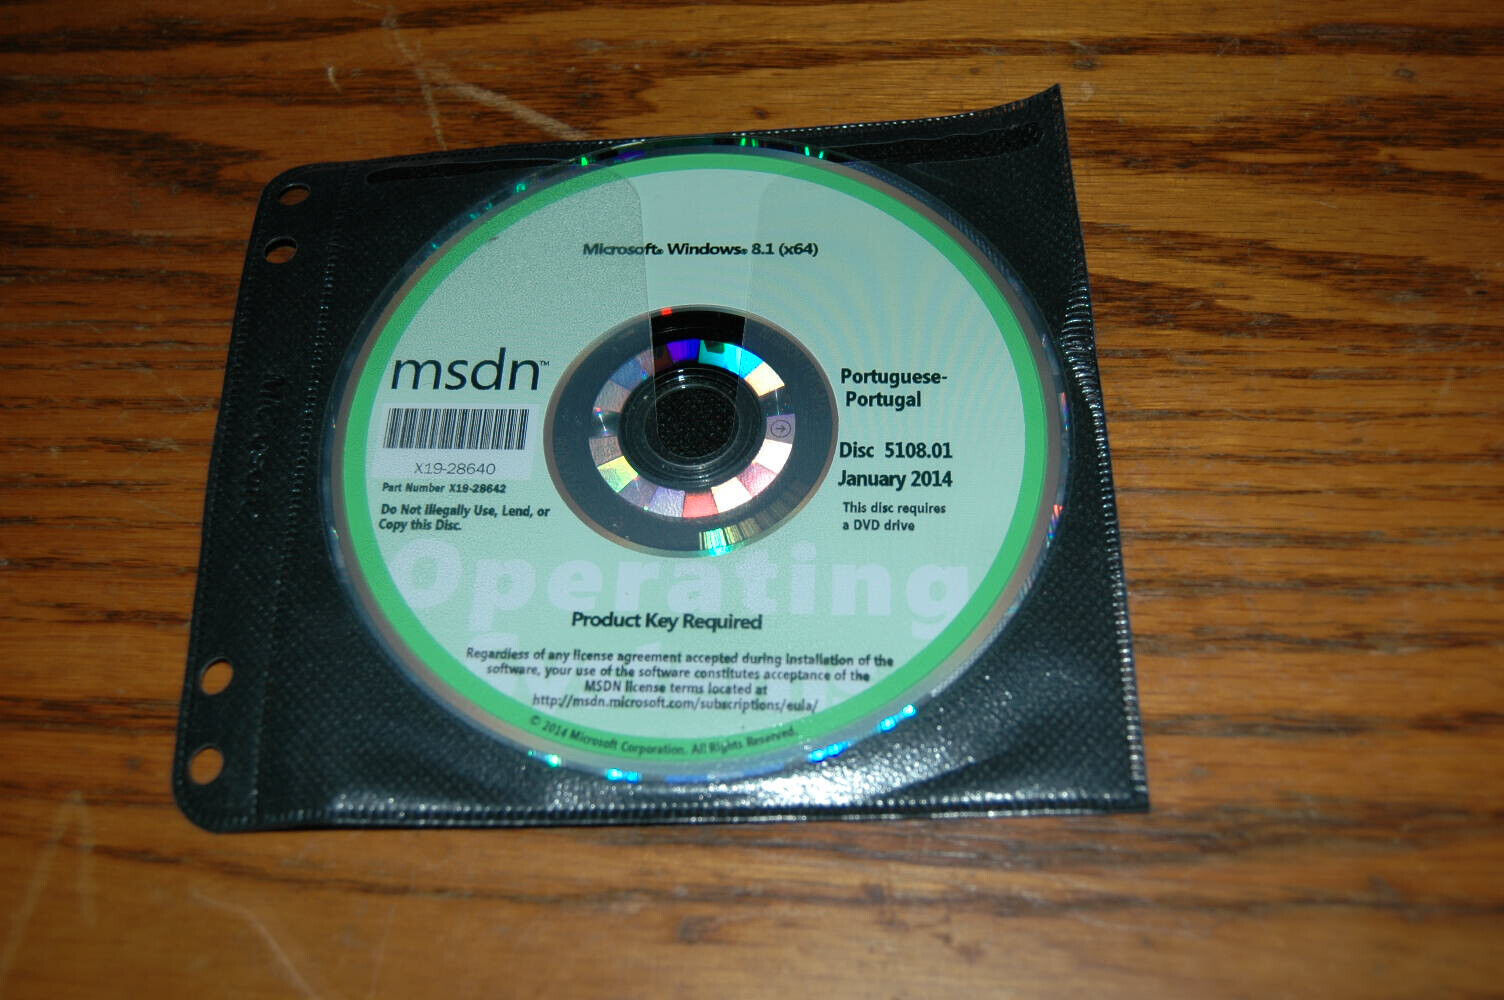 Microsoft® Windows® 8.1 (x64)
msdn™
X19-28640
Part Number X19-28642
Do Not Illegally Use, Lend, or
Copy this Disc.
Portuguese-
Portugal
Disc 5108.01
January 2014
This disc requires
a DVD drive
Operating
Product Key Required
Regardless of any license agreement accepted during installation of the
software, your use of the software constitutes acceptance of the
MSDN license terms located at
http://msdn.microsoft.com/subscriptions/eula/
© 2014 Microsoft Corporation. All Rights Reserved.